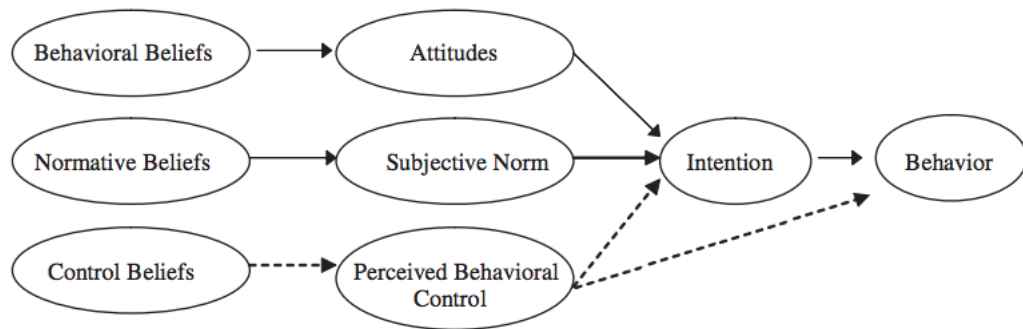 Behavioral Beliefs
Attitudes
Normative Beliefs
Subjective Norm
Intention
Behavior
Control Beliefs
Perceived Behavioral
Control